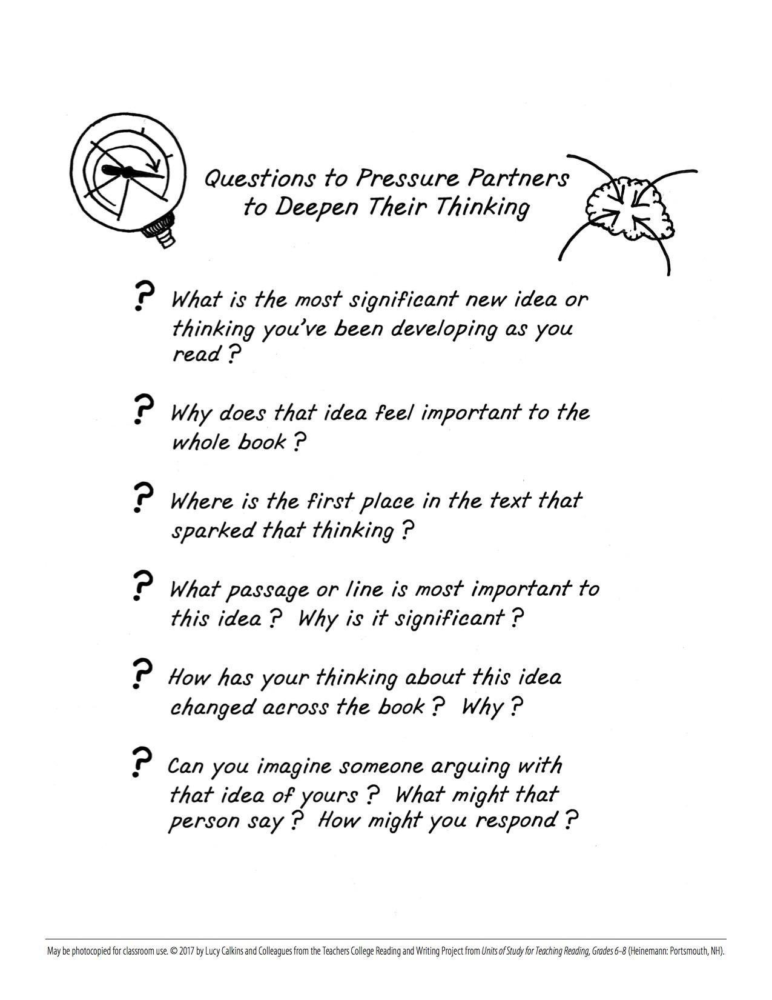 Questions to Pressure Partners
to Deepen Their Thinking
? What is the most significant new idea or
thinking you've been developing as you
read ?
? Why does that idea feel important to the
whole book ?
? Where is the first place in the text that
sparked that thinking ?
? What passage or line is most important to
this idea ? Why is it significant ?
? How has your thinking about this idea
changed across the book ? Why ?
? Can you imagine someone arguing with
that idea of yours ? What might that
person say ? How might you respond ?
May be photocopied for classroom use. © 2017 by Lucy Calkins and Colleagues from the Teachers College Reading and Writing Project from Units of Study for Teaching Reading, Grades 6–8 (Heinemann: Portsmouth, NH).